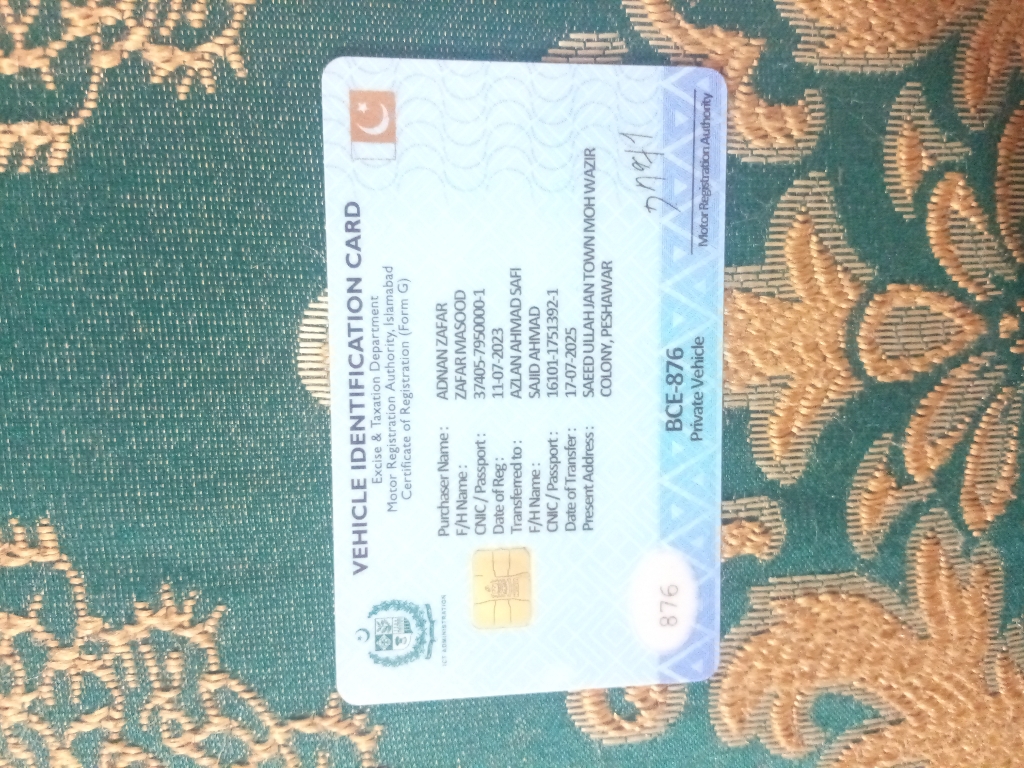 VEHICLE IDENTIFICATION CARD
Excise & Taxation Department
Motor Registration Authority, Islamabad
Certificate of Registration (Form G)
ICT ADMINISTRATION
Purchaser Name : ADNAN ZAFAR
F/H Name : ZAFAR MASOOD
CNIC / Passport : 37405-7950000-1
Date of Reg : 11-07-2023
Transferred to : AZLAN AHMAD SAFI
F/H Name : SAJID AHMAD
CNIC / Passport : 16101-1751392-1
Date of Transfer : 17-07-2025
Present Address : SAEED ULLAH JAN TOWN MOH WAZIR
COLONY, PESHAWAR
876
BCE-876
Private Vehicle
Motor Registration Authority